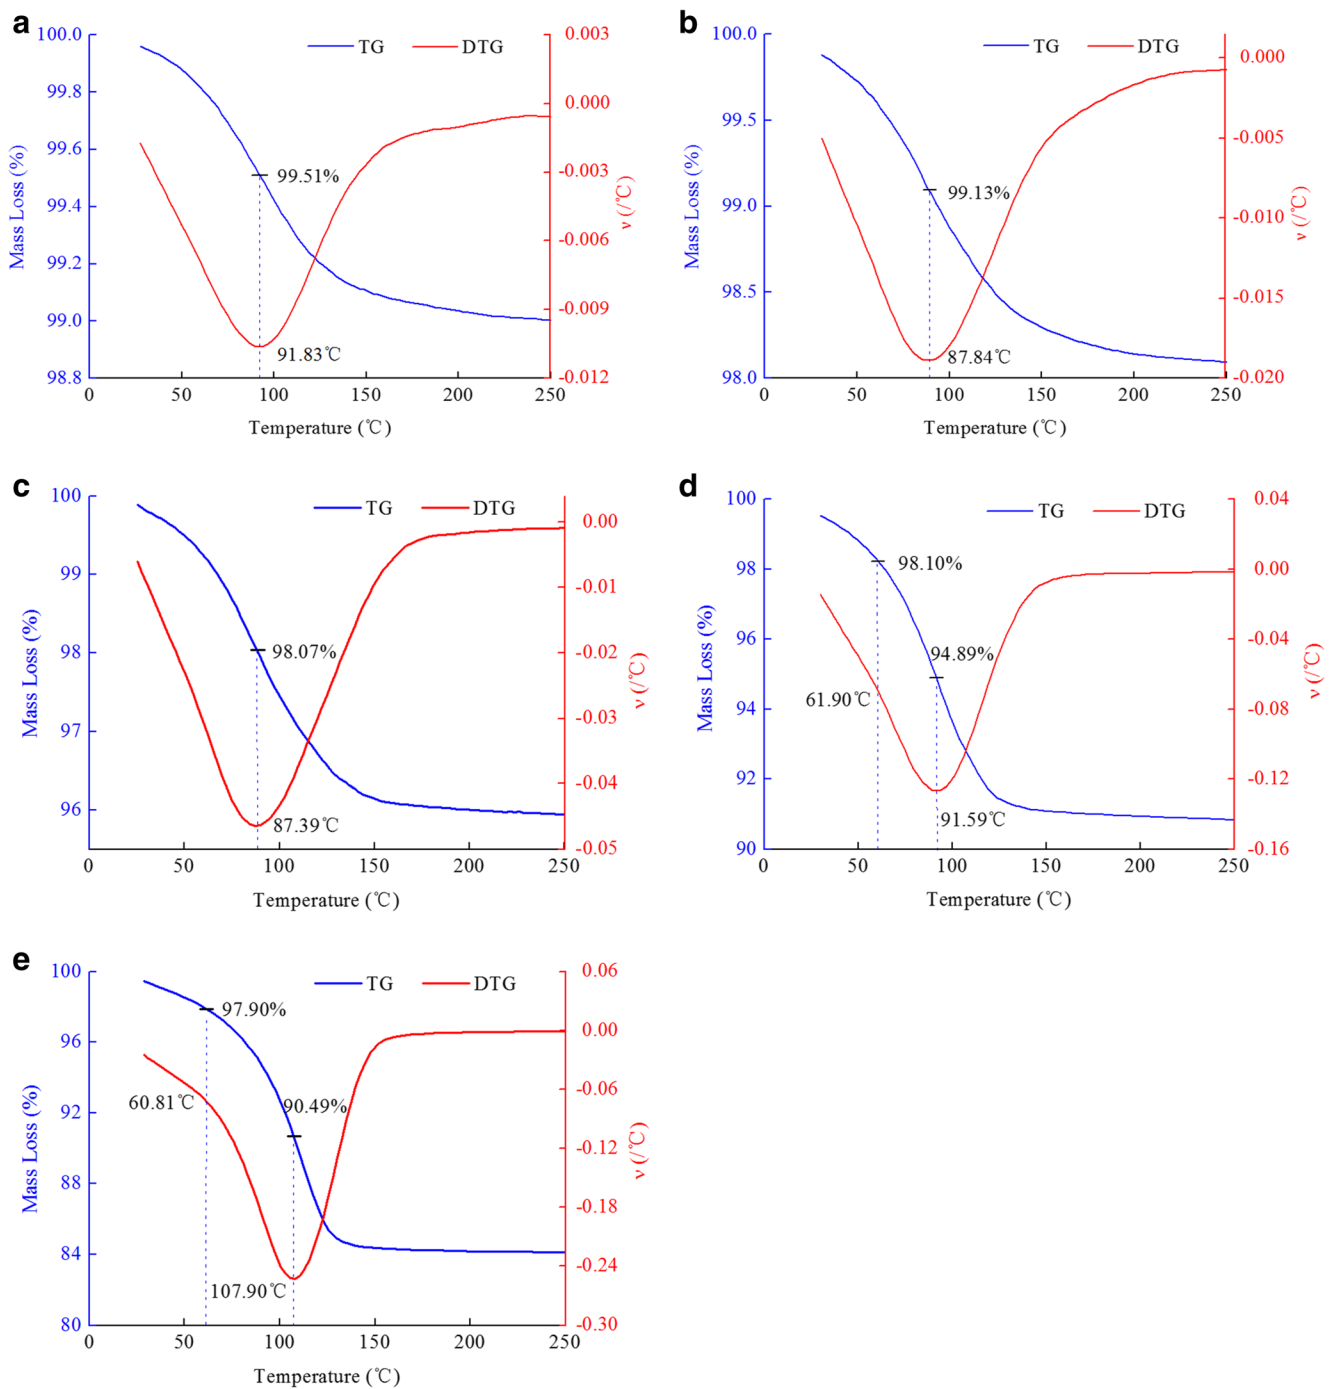 a
100.0
99.8
99.6
99.4
99.2
99.0
98.8
Mass Loss (%)
TG
DTG
0.003
0.000
-0.003
-0.006
-0.009
-0.012
ν (/℃)
99.51%
91.83℃
0 50 100 150 200 250
Temperature (℃)
b
100.0
99.5
99.0
98.5
98.0
Mass Loss (%)
TG
DTG
0.000
-0.005
-0.010
-0.015
-0.020
ν (/℃)
99.13%
87.84℃
0 50 100 150 200 250
Temperature (℃)
c
100
99
98
97
96
Mass Loss (%)
TG
DTG
0.00
-0.01
-0.02
-0.03
-0.04
-0.05
ν (/℃)
98.07%
87.39℃
0 50 100 150 200 250
Temperature (℃)
d
100
98
96
94
92
90
Mass Loss (%)
TG
DTG
0.04
0.00
-0.04
-0.08
-0.12
-0.16
ν (/℃)
98.10%
94.89%
61.90℃
91.59℃
0 50 100 150 200 250
Temperature (℃)
e
100
96
92
88
84
80
Mass Loss (%)
TG
DTG
0.06
0.00
-0.06
-0.12
-0.18
-0.24
-0.30
ν (/℃)
97.90%
60.81℃
90.49%
107.90℃
0 50 100 150 200 250
Temperature (℃)